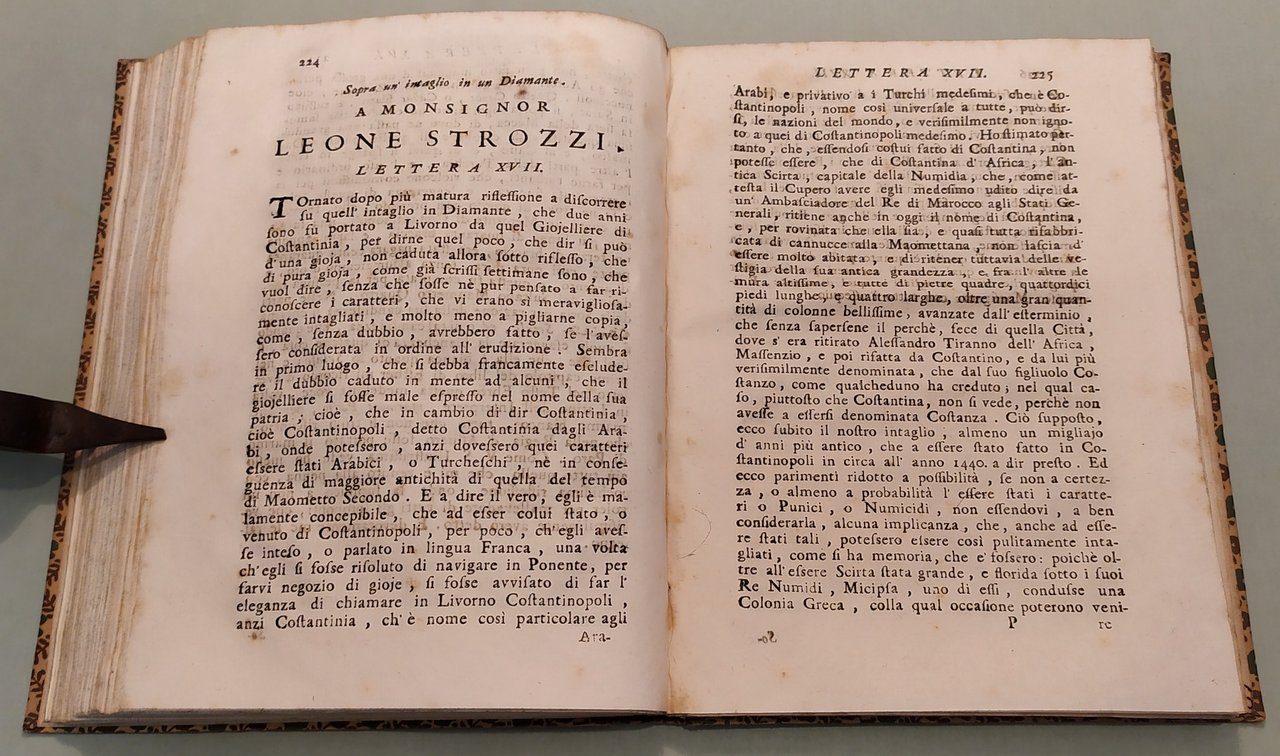 224
Sopra un' intaglio in un Diamante.
A MONSIGNOR
LEONE STROZZI.
LETTERA XVII.
TOrnato dopo più matura riflessione a discorrere
su quell' intaglio in Diamante, che due anni
sono fu portato a Livorno da quel Giojelliere di
Costantinia, per dirne quel poco, che dir si può
d'una gioja, non caduta allora sotto riflesso, che
di pura gioja, come già scrissi settimane sono, che
vuol dire, senza che fosse nè pur pensato a far ri-
conoscere i caratteri, che vi erano sì meravigliosa-
mente intagliati, e molto meno a pigliarne copia,
come, senza dubbio, avrebbero fatto, se l'aves-
sero considerata in ordine all' erudizione. Sembra
in primo luogo, che si debba francamente esclude-
re il dubbio caduto in mente ad alcuni, che il
giojelliere si fosse male espresso nel nome della sua
patria; cioè, che in cambio di dir Costantinia,
cioè Costantinopoli, detto Costantinia dagli Ara-
bi, onde potessero, anzi dovessero quei caratteri
essere stati Arabici, o Turcheschi, nè in conse-
guenza di maggiore antichità di quella del tempo
di Maometto Secondo. E a dire il vero, egli è ma-
lamente concepibile, che ad esser colui stato, o
venuto di Costantinopoli, per poco, ch'egli aves-
se inteso, o parlato in lingua Franca, una volta
ch'egli si fosse risoluto di navigare in Ponente, per
farvi negozio di gioje, si fosse avvisato di far l'
eleganza di chiamare in Livorno Costantinopoli,
anzi Costantinia, ch'è nome così particolare agli
Ara-
LETTERA XVII. 225
Arabi, e privativo a i Turchi medesimi, che è Co-
stantinopoli, nome così universale a tutte, può dir-
si, le nazioni del mondo, e verisimilmente non igno-
to a quei di Costantinopoli medesimo. Ho stimato per-
tanto, che, essendosi costui fatto di Costantina, non
potesse essere, che di Costantina d' Africa, l'an-
tica Scirta, capitale della Numidia, che, come at-
testa il Cupero avere egli medesimo udito dire da
un' Ambasciadore del Re di Marocco agli Stati Ge-
nerali, ritiene anche in oggi il nome di Costantina,
e, per rovinata che ella sia, e quasi tutta rifabbri-
cata di cannucce alla Maomettana, non lascia d'
essere molto abitata, e di ritener tuttavia delle ve-
stigia della sua antica grandezza, e fra l' altre le
mura altissime, e tutte di pietre quadre, quattordici
piedi lunghe, e quattro larghe, oltre una gran quan-
tità di colonne bellissime, avanzate dall' esterminio,
che senza sapersene il perchè, fece di quella Città,
dove s' era ritirato Alessandro Tiranno dell' Africa,
Massenzio, e poi rifatta da Costantino, e da lui più
verisimilmente denominata, che dal suo figliuolo Co-
stanzo, come qualcheduno ha creduto; nel qual ca-
so, piuttosto che Costantina, non si vede, perchè non
avesse a essersi denominata Costanza. Ciò supposto,
ecco subito il nostro intaglio, almeno un migliajo
d' anni più antico, che a essere stato fatto in Co-
stantinopoli in circa all' anno 1440. a dir presto. Ed
ecco parimenti ridotto a possibilità, se non a certez-
za, o almeno a probabilità l' essere stati i caratte-
ri o Punici, o Numidici, non essendovi, a ben
considerarla, alcuna implicanza, che, anche ad esse-
re stati tali, potessero essere così pulitamente inta-
gliati, come si ha memoria, che e' fossero: poichè ol-
tre all' essere Scirta stata grande, e florida sotto i suoi
Re Numidi, Micipsa, uno di essi, condusse una
Colonia Greca, colla qual occasione poterono veni-
P re